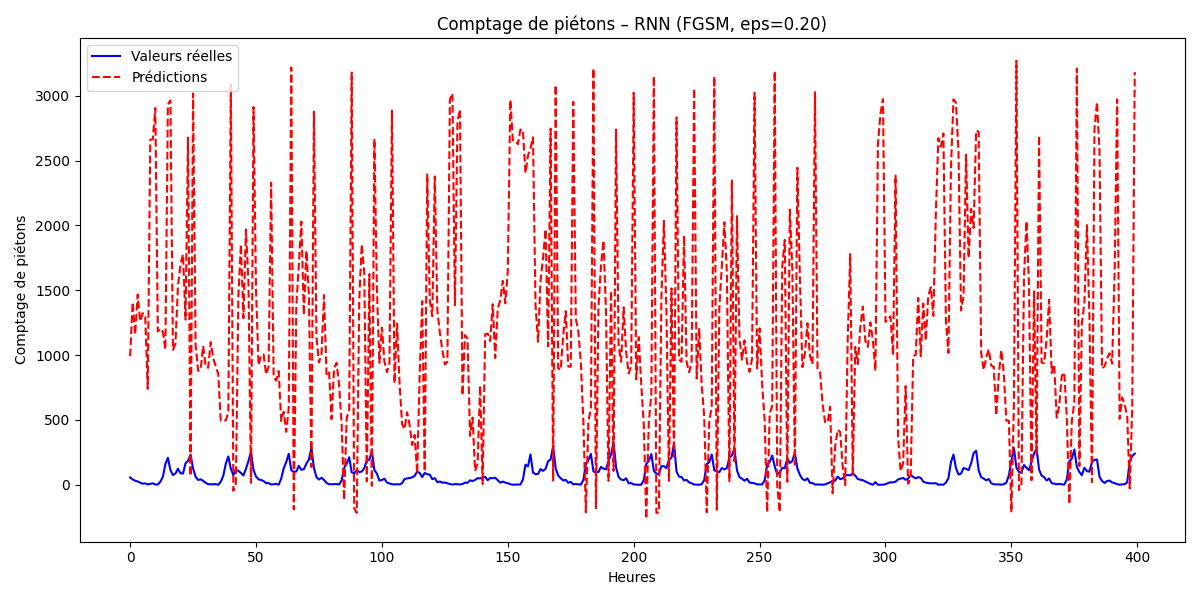 Comptage de piétons – RNN (FGSM, eps=0.20)
Valeurs réelles
Prédictions
Comptage de piétons
3000
2500
2000
1500
1000
500
0
0 50 100 150 200 250 300 350 400
Heures